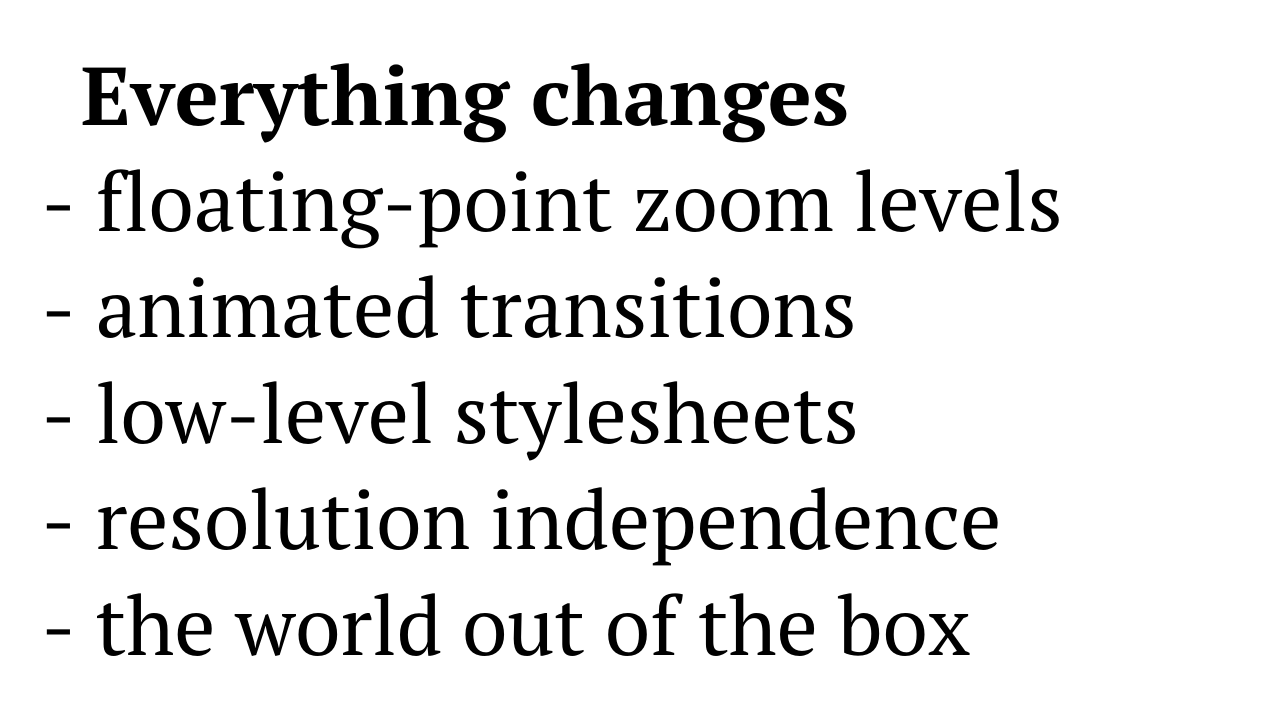 Everything changes
- floating-point zoom levels
- animated transitions
- low-level stylesheets
- resolution independence
- the world out of the box